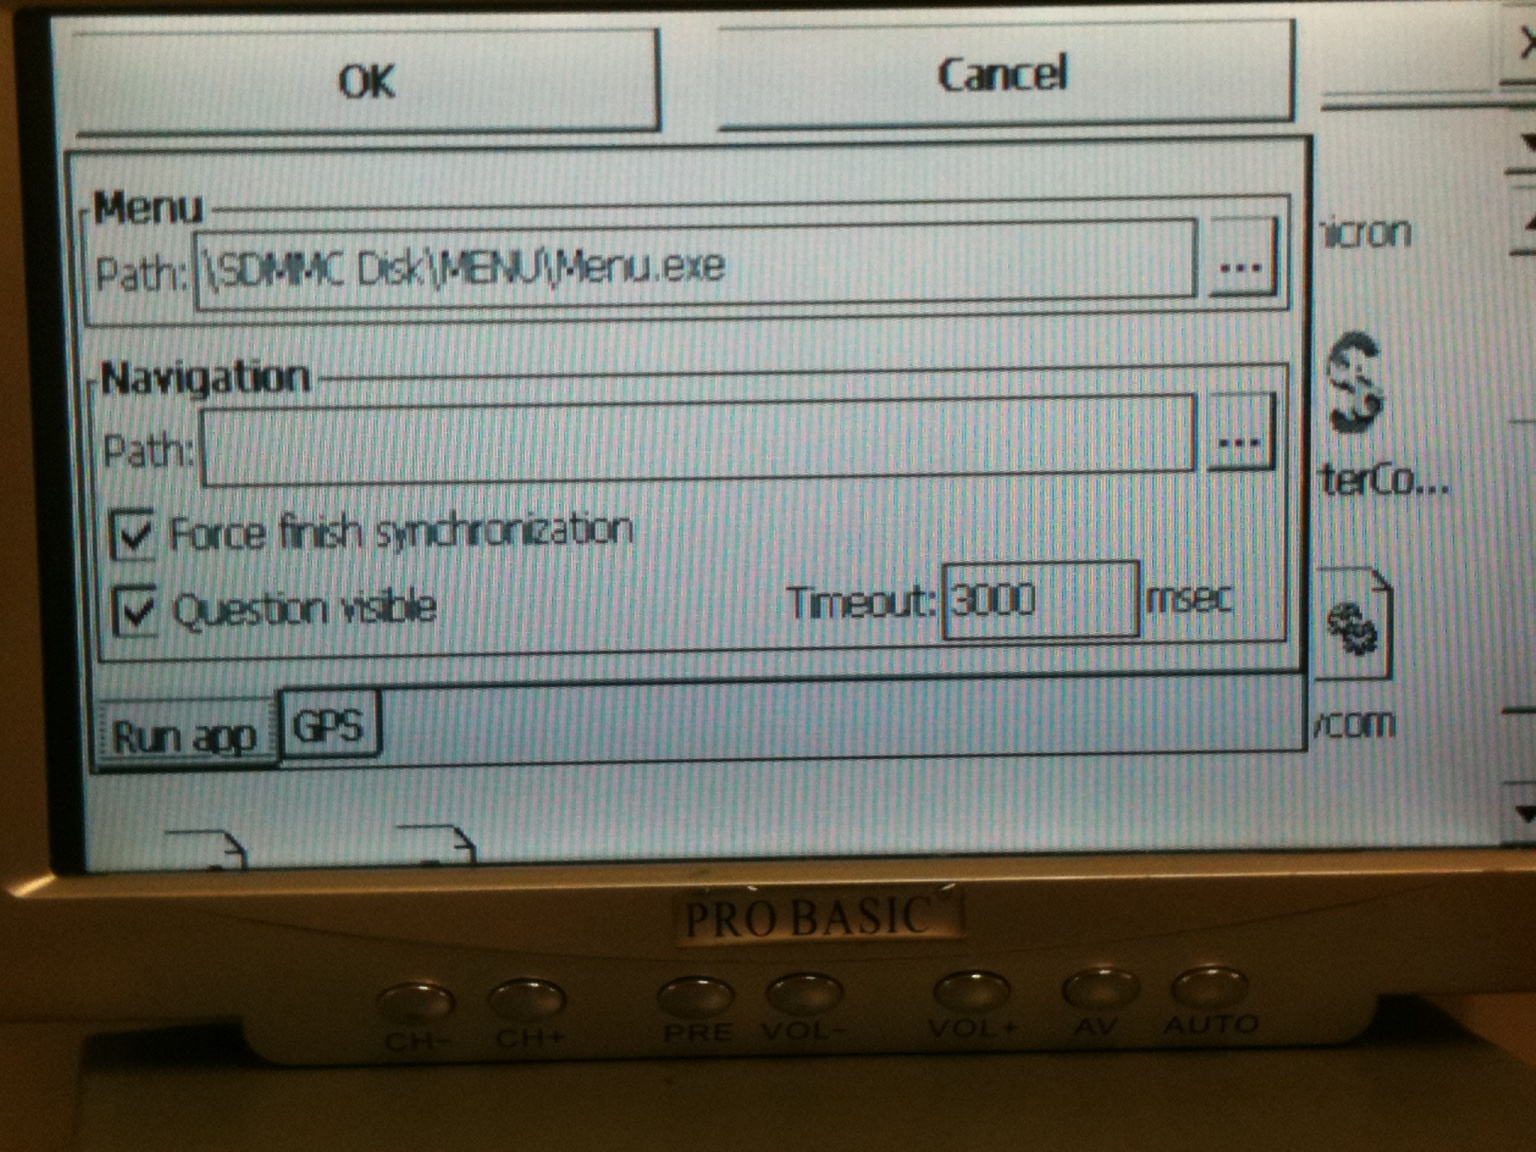 OK
Cancel
Menu
Path: \SDMMC Disk\MENU\Menu.exe ...
icron
Navigation
Path: ...
terCo...
Force finish synchronization
Question visible
Timeout: 3000 msec
Run app
GPS
com
PRO BASIC
CH- CH+ PRE VOL- VOL+ AV AUTO